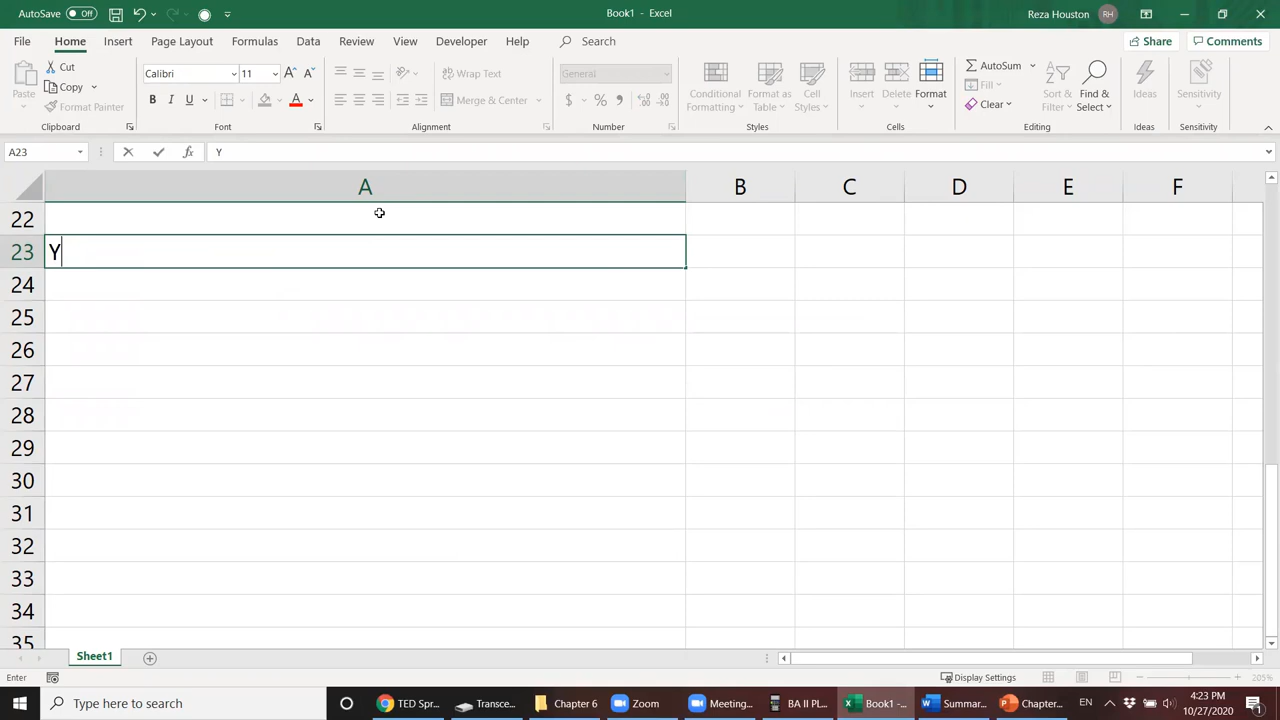 AutoSave Off Book1 - Excel Reza Houston RH
File Home Insert Page Layout Formulas Data Review View Developer Help Search Share Comments
Paste Cut Copy Format Painter Clipboard
Calibri 11 B I U A Font
Wrap Text Merge & Center Alignment
General $ % Number
Conditional Formatting Format as Table Cell Styles Styles
Insert Delete Format Cells
AutoSum Fill Clear Sort & Filter Find & Select Editing
Ideas Ideas
Sensitivity Sensitivity
A23 fx Y
A B C D E F
22
23 Y
24
25
26
27
28
29
30
31
32
33
34
35
Sheet1
Enter Display Settings 205%
Type here to search TED Spr... Transce... Chapter 6 Zoom Meeting... BA II PL... Book1 -... Summar... Chapter... EN 4:23 PM
10/27/2020